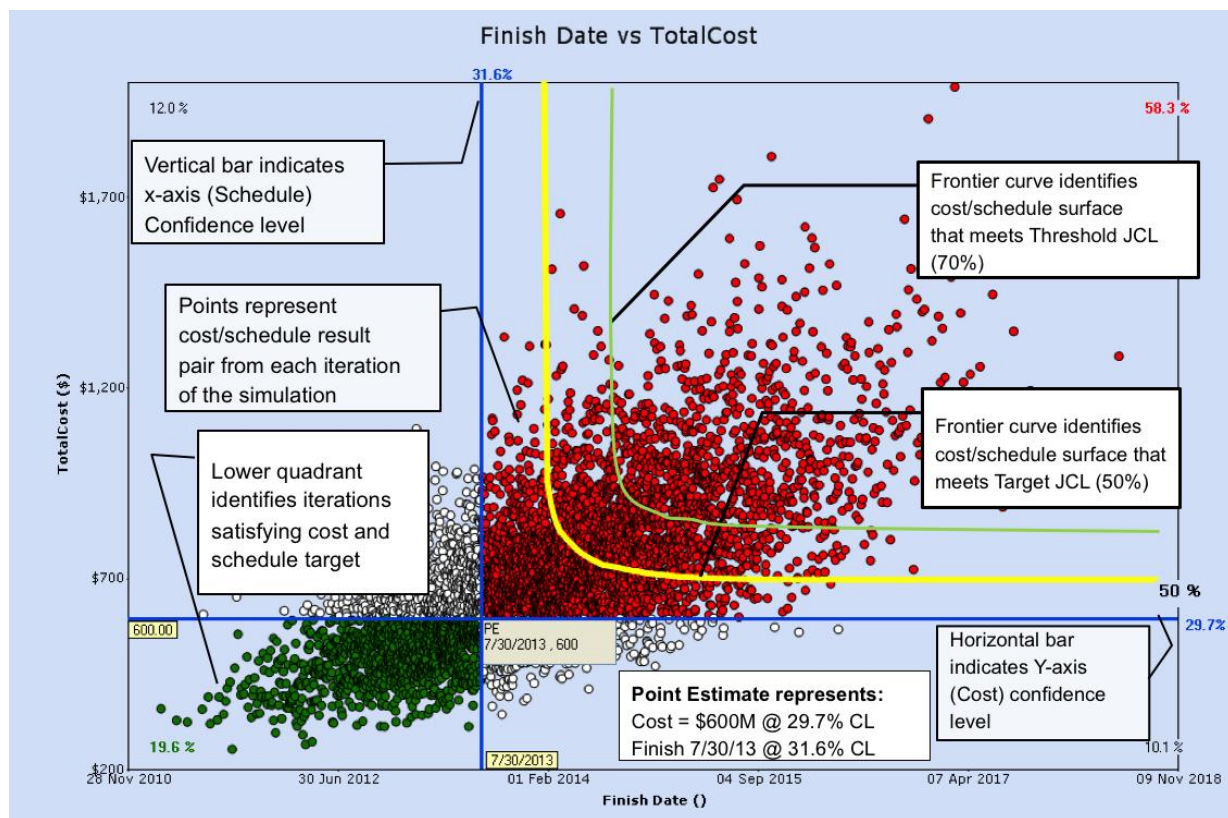 Finish Date vs TotalCost
31.6%
12.0 %
58.3 %
Vertical bar indicates
x-axis (Schedule)
Confidence level
Frontier curve identifies
cost/schedule surface
that meets Threshold JCL
(70%)
$1,700
Points represent
cost/schedule result
pair from each iteration
of the simulation
$1,200
TotalCost ($)
Frontier curve identifies
cost/schedule surface that
meets Target JCL (50%)
Lower quadrant
identifies iterations
satisfying cost and
schedule target
$700
50 %
600.00
PE
7/30/2013 , 600
29.7%
Horizontal bar
indicates Y-axis
(Cost) confidence
level
Point Estimate represents:
Cost = $600M @ 29.7% CL
Finish 7/30/13 @ 31.6% CL
19.6 %
10.1 %
7/30/2013
$200
28 Nov 2010
30 Jun 2012
01 Feb 2014
04 Sep 2015
07 Apr 2017
09 Nov 2018
Finish Date ()